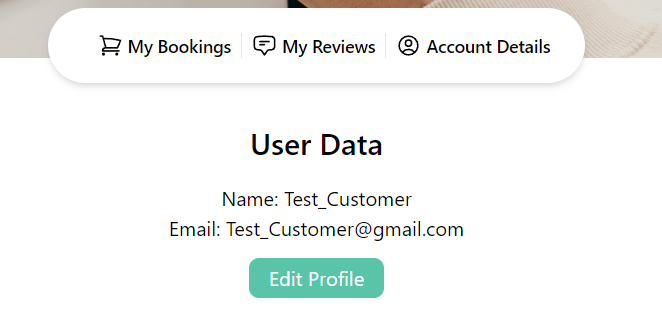 My Bookings My Reviews Account Details
User Data
Name: Test_Customer
Email: Test_Customer@gmail.com
Edit Profile